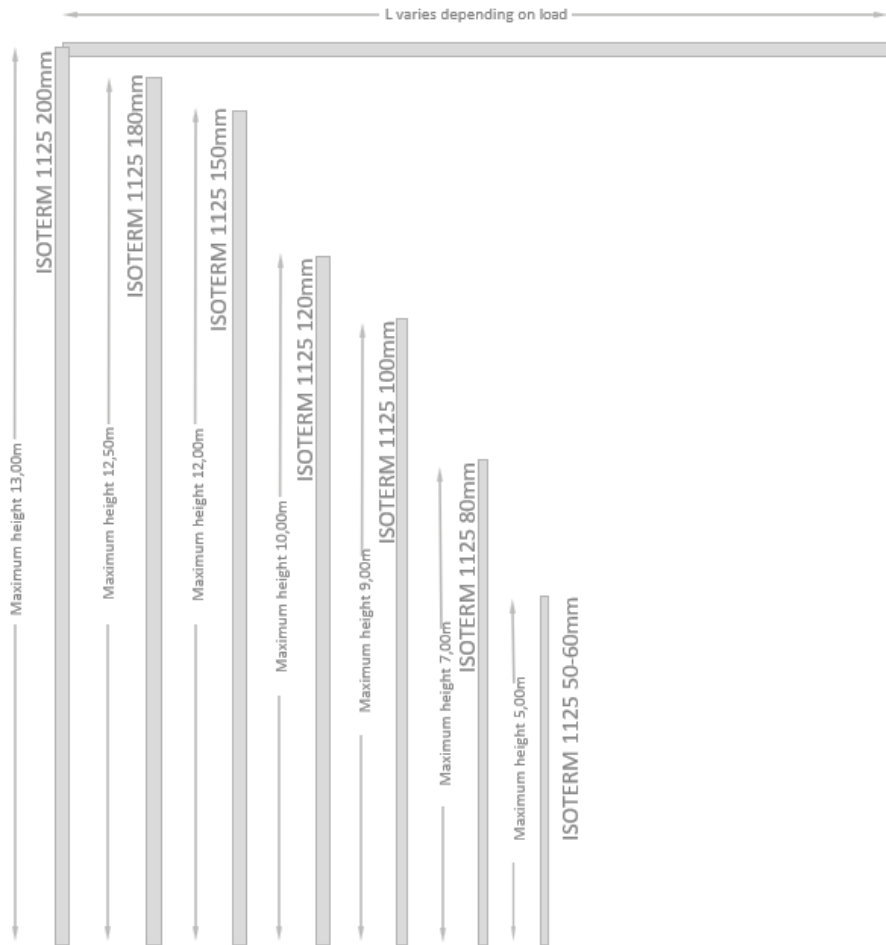 L varies depending on load
Maximum height 13,00m
ISOTERM 1125 200mm
Maximum height 12,50m
ISOTERM 1125 180mm
Maximum height 12,00m
ISOTERM 1125 150mm
Maximum height 10,00m
ISOTERM 1125 120mm
Maximum height 9,00m
ISOTERM 1125 100mm
Maximum height 7,00m
ISOTERM 1125 80mm
Maximum height 5,00m
ISOTERM 1125 50-60mm